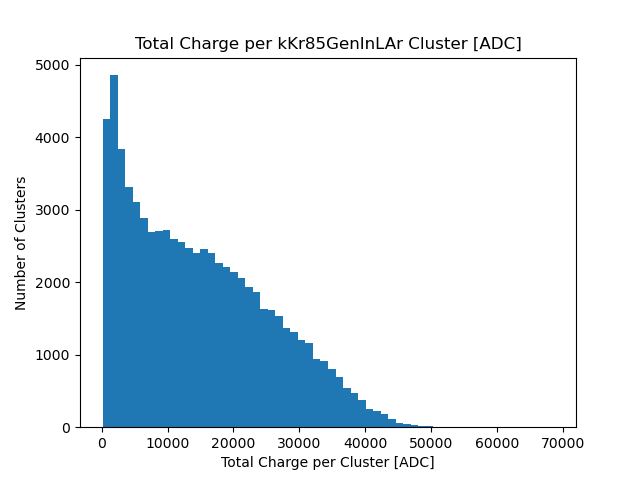 Total Charge per kKr85GenInLAr Cluster [ADC]
5000
4000
3000
2000
1000
0
Number of Clusters
0 10000 20000 30000 40000 50000 60000 70000
Total Charge per Cluster [ADC]